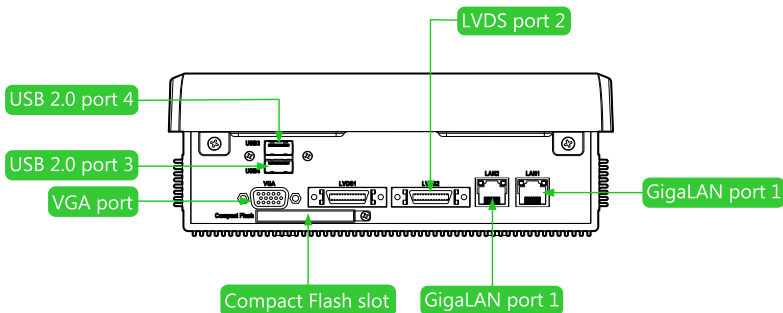 LVDS port 2
USB 2.0 port 4
USB3
USB 2.0 port 3
USB4
VGA
LVDS1
LVDS2
LAN2
LAN1
GigaLAN port 1
VGA port
Compact Flash
Compact Flash slot
GigaLAN port 1